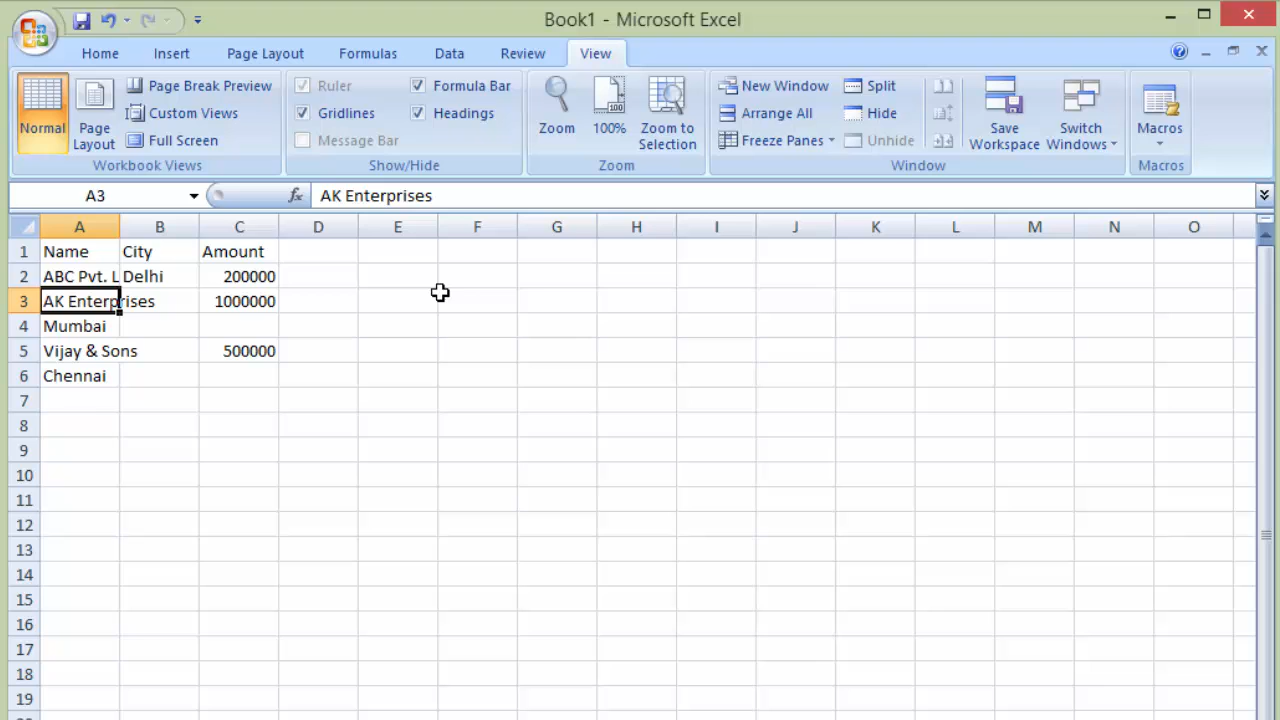 Book1 - Microsoft Excel
Home Insert Page Layout Formulas Data Review View
Normal
Page Layout
Page Break Preview
Custom Views
Full Screen
Workbook Views
Ruler
Formula Bar
Gridlines
Headings
Message Bar
Show/Hide
Zoom
100
100%
Zoom to
Selection
Zoom
New Window
Arrange All
Freeze Panes
Split
Hide
Unhide
Save
Workspace
Switch
Windows
Window
Macros
Macros
A3 fx AK Enterprises
A B C D E F G H I J K L M N O
1 Name City Amount
2 ABC Pvt. L Delhi 200000
3 AK Enterprises 1000000
4 Mumbai
5 Vijay & Sons 500000
6 Chennai
7
8
9
10
11
12
13
14
15
16
17
18
19